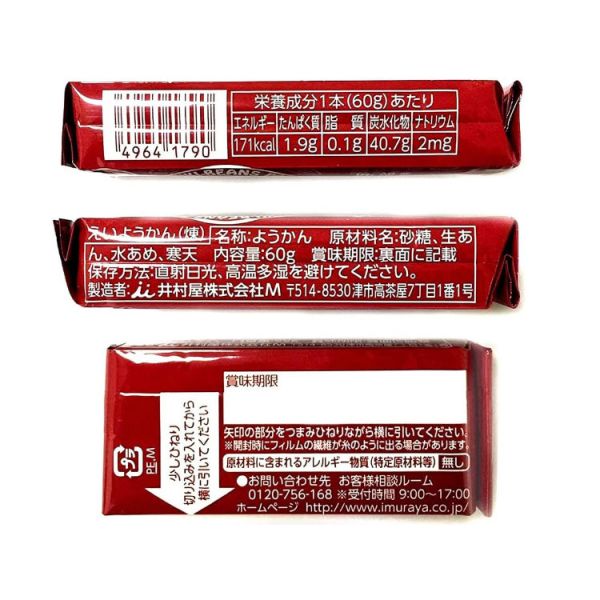 栄養成分1本(60g)あたり
エネルギー たんぱく質 脂 質 炭水化物 ナトリウム
171kcal 1.9g 0.1g 40.7g 2mg
4964 1790
BEANS
えいようかん(煉) 名称:ようかん 原材料名:砂糖、生あ
ん、水あめ、寒天 内容量:60g 賞味期限:裏面に記載
保存方法:直射日光、高温多湿を避けてください。
製造者: 井村屋株式会社M 〒514-8530津市高茶屋7丁目1番1号
賞味期限
矢印の部分をつまみひねりながら横に引いてください。
※開封時にフィルムの繊維が糸のように出る場合があります。
原材料に含まれるアレルギー物質(特定原材料等) 無し
●お問い合わせ先 お客様相談ルーム
0120-756-168 ※受付時間 9:00〜17:00
ホームページ http://www.imuraya.co.jp/
少しひねり
切り込みを入れてから
横に引いてください
プラ
PE,M